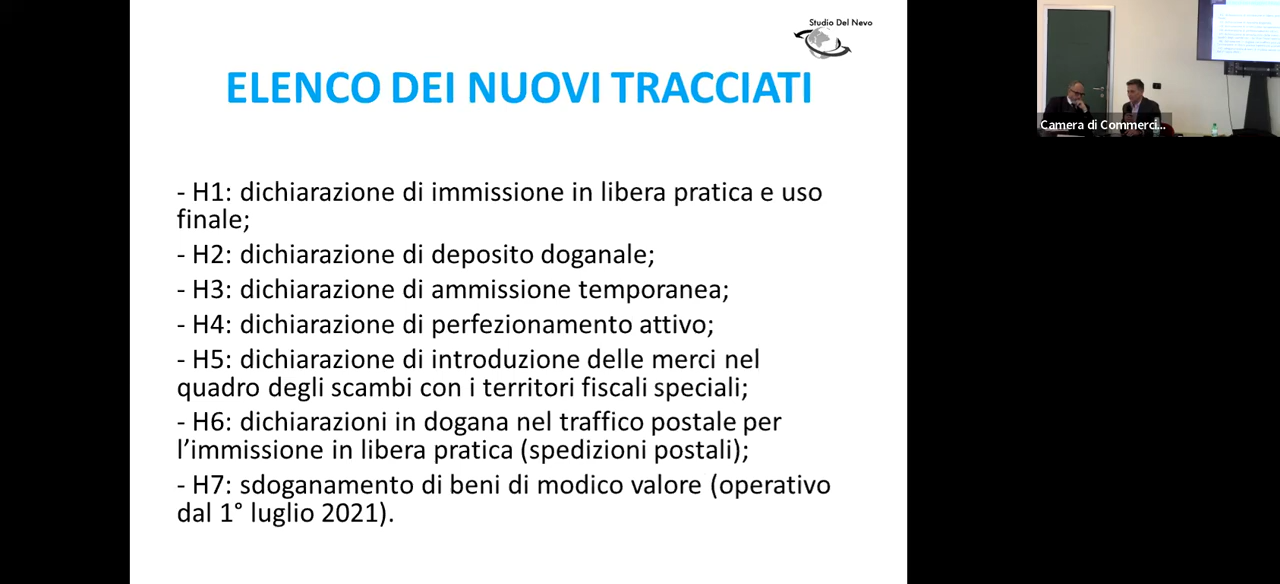 Studio Del Nevo
ELENCO DEI NUOVI TRACCIATI
- H1: dichiarazione di immissione in libera pratica e uso
finale;
- H2: dichiarazione di deposito doganale;
- H3: dichiarazione di ammissione temporanea;
- H4: dichiarazione di perfezionamento attivo;
- H5: dichiarazione di introduzione delle merci nel
quadro degli scambi con i territori fiscali speciali;
- H6: dichiarazioni in dogana nel traffico postale per
l’immissione in libera pratica (spedizioni postali);
- H7: sdoganamento di beni di modico valore (operativo
dal 1° luglio 2021).
Camera di Commerci...